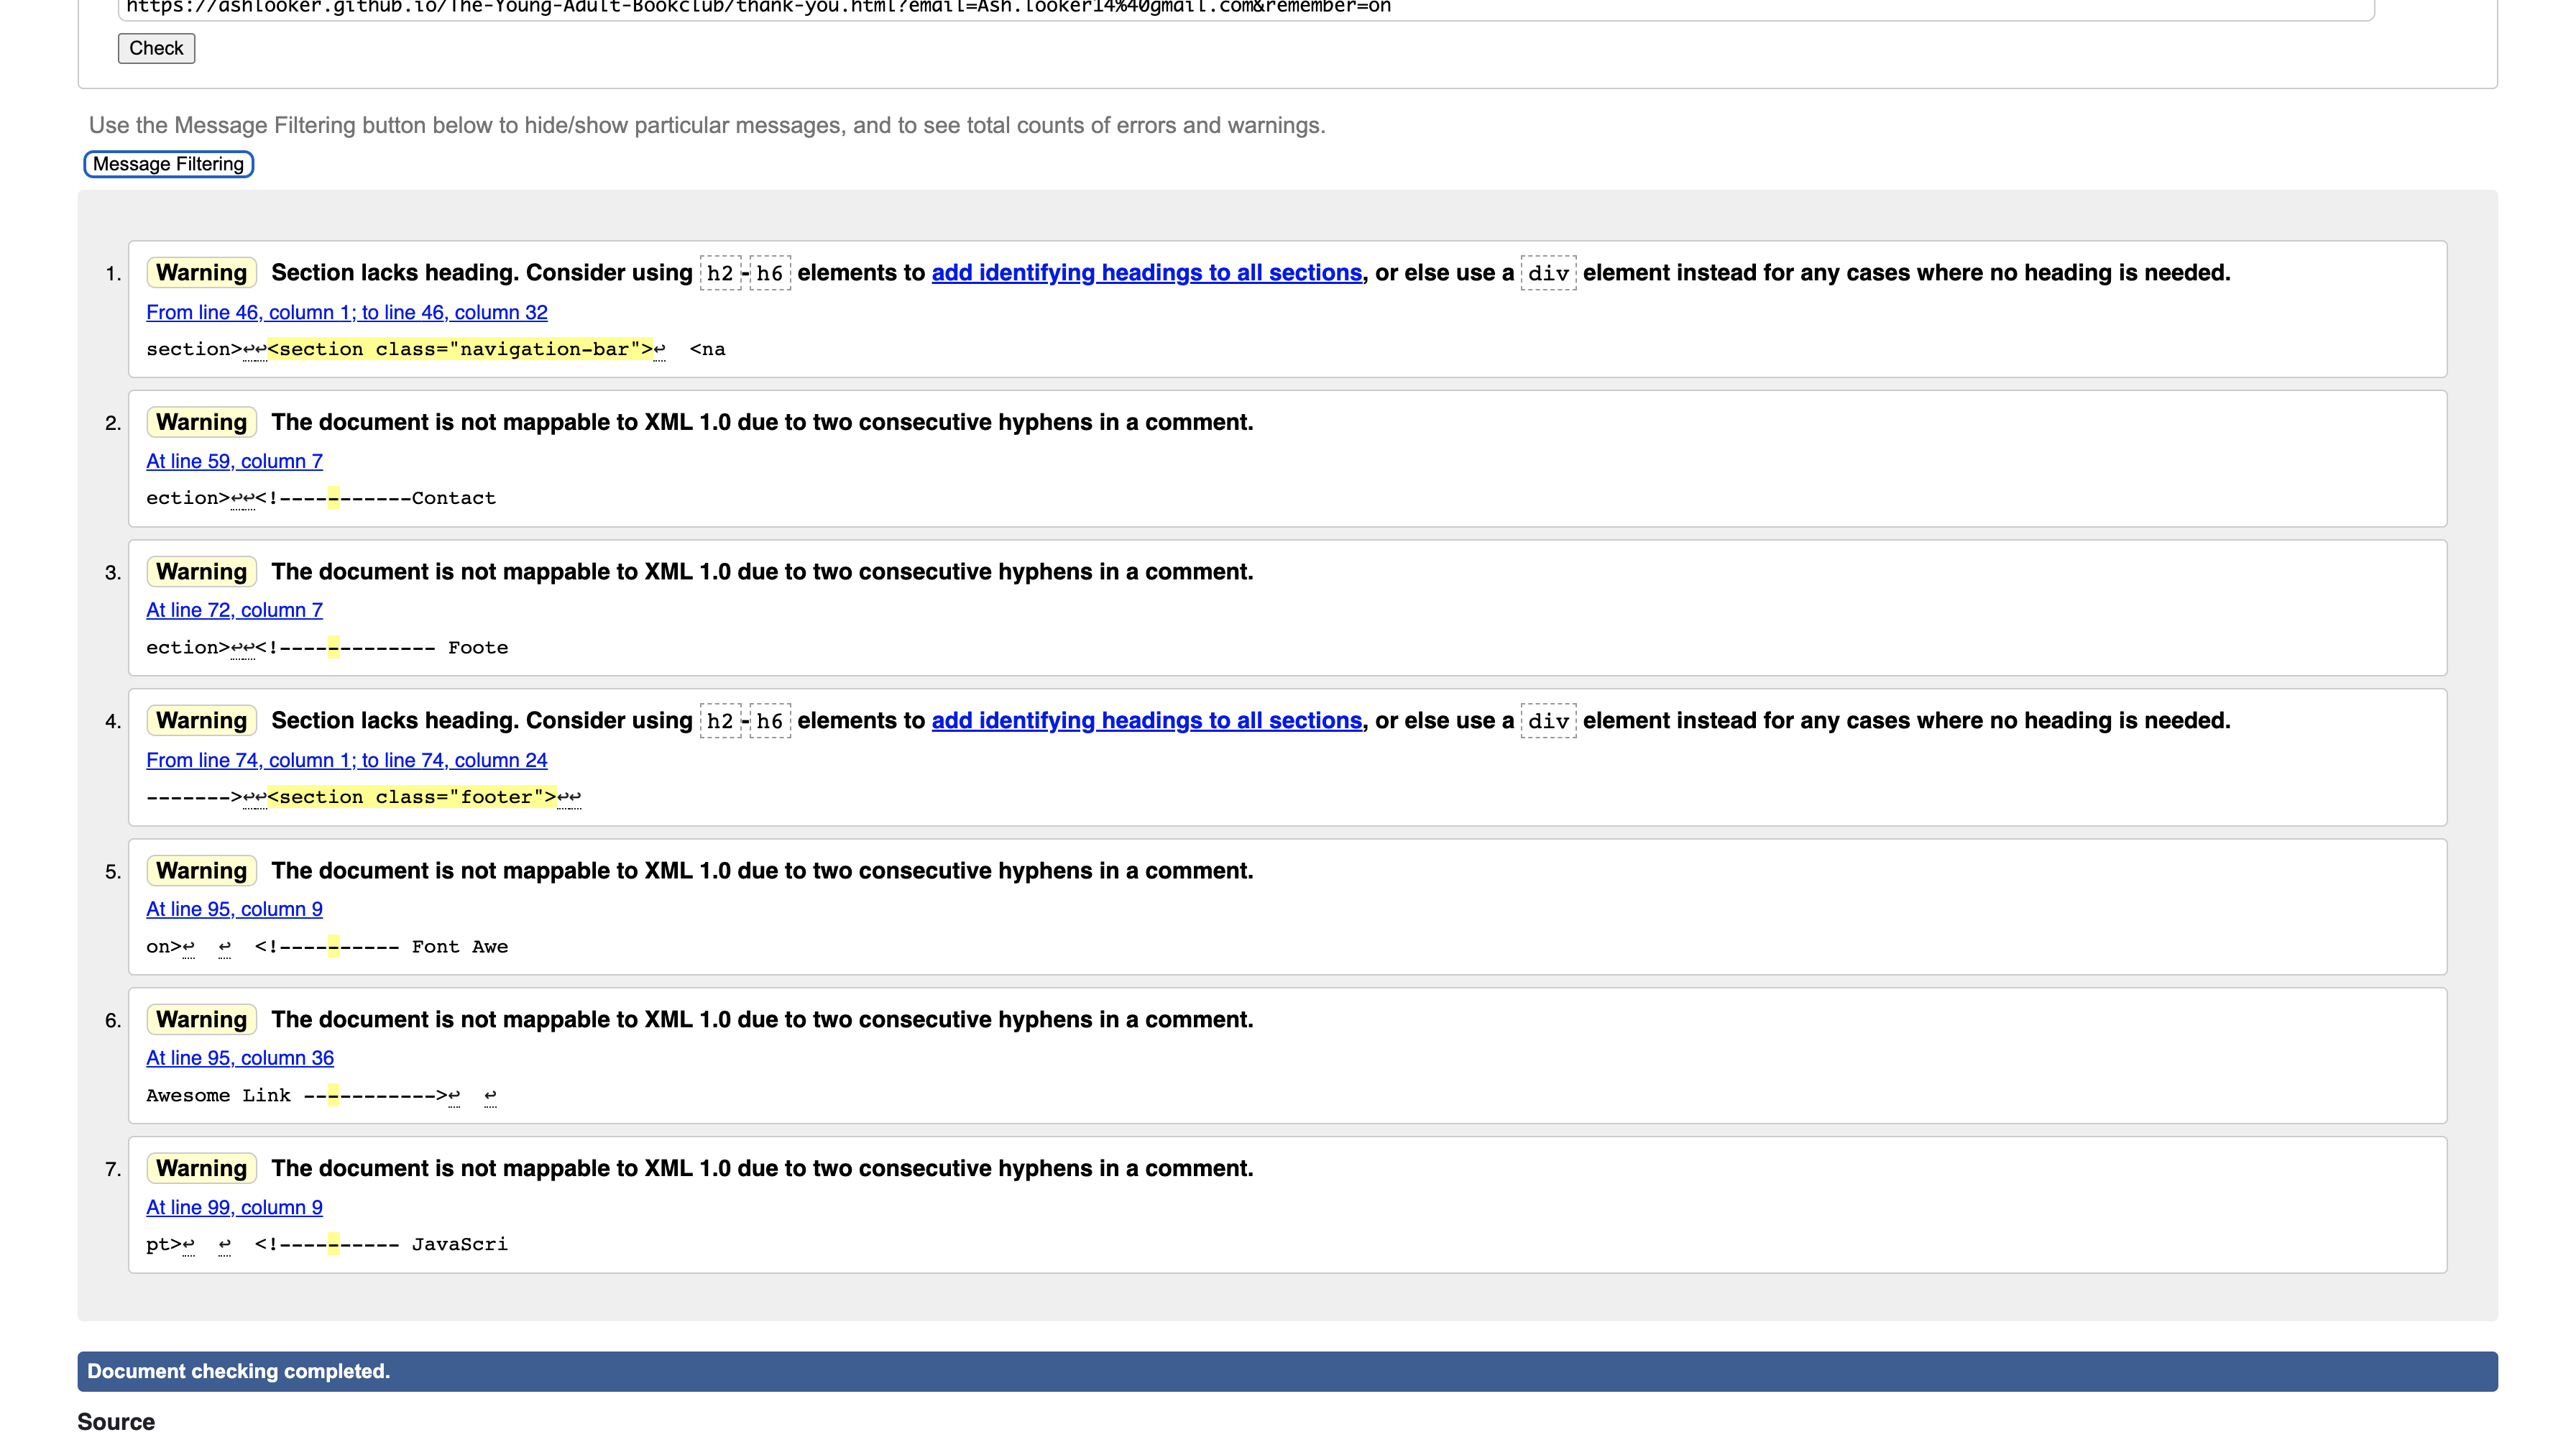 https://ashlooker.github.io/The-Young-Adult-Bookclub/thank-you.html?email=Ash.looker14%40gmail.com&remember=on
Check
Use the Message Filtering button below to hide/show particular messages, and to see total counts of errors and warnings.
Message Filtering
1. Warning Section lacks heading. Consider using h2-h6 elements to add identifying headings to all sections, or else use a div element instead for any cases where no heading is needed.
From line 46, column 1; to line 46, column 32
section>↩↩<section class="navigation-bar">↩  <na
2. Warning The document is not mappable to XML 1.0 due to two consecutive hyphens in a comment.
At line 59, column 7
ection>↩↩<!-----------Contact
3. Warning The document is not mappable to XML 1.0 due to two consecutive hyphens in a comment.
At line 72, column 7
ection>↩↩<!------------- Foote
4. Warning Section lacks heading. Consider using h2-h6 elements to add identifying headings to all sections, or else use a div element instead for any cases where no heading is needed.
From line 74, column 1; to line 74, column 24
------->↩↩<section class="footer">↩↩
5. Warning The document is not mappable to XML 1.0 due to two consecutive hyphens in a comment.
At line 95, column 9
on>↩  ↩  <!---------- Font Awe
6. Warning The document is not mappable to XML 1.0 due to two consecutive hyphens in a comment.
At line 95, column 36
Awesome Link ----------->↩  ↩
7. Warning The document is not mappable to XML 1.0 due to two consecutive hyphens in a comment.
At line 99, column 9
pt>↩  ↩  <!---------- JavaScri
Document checking completed.
Source